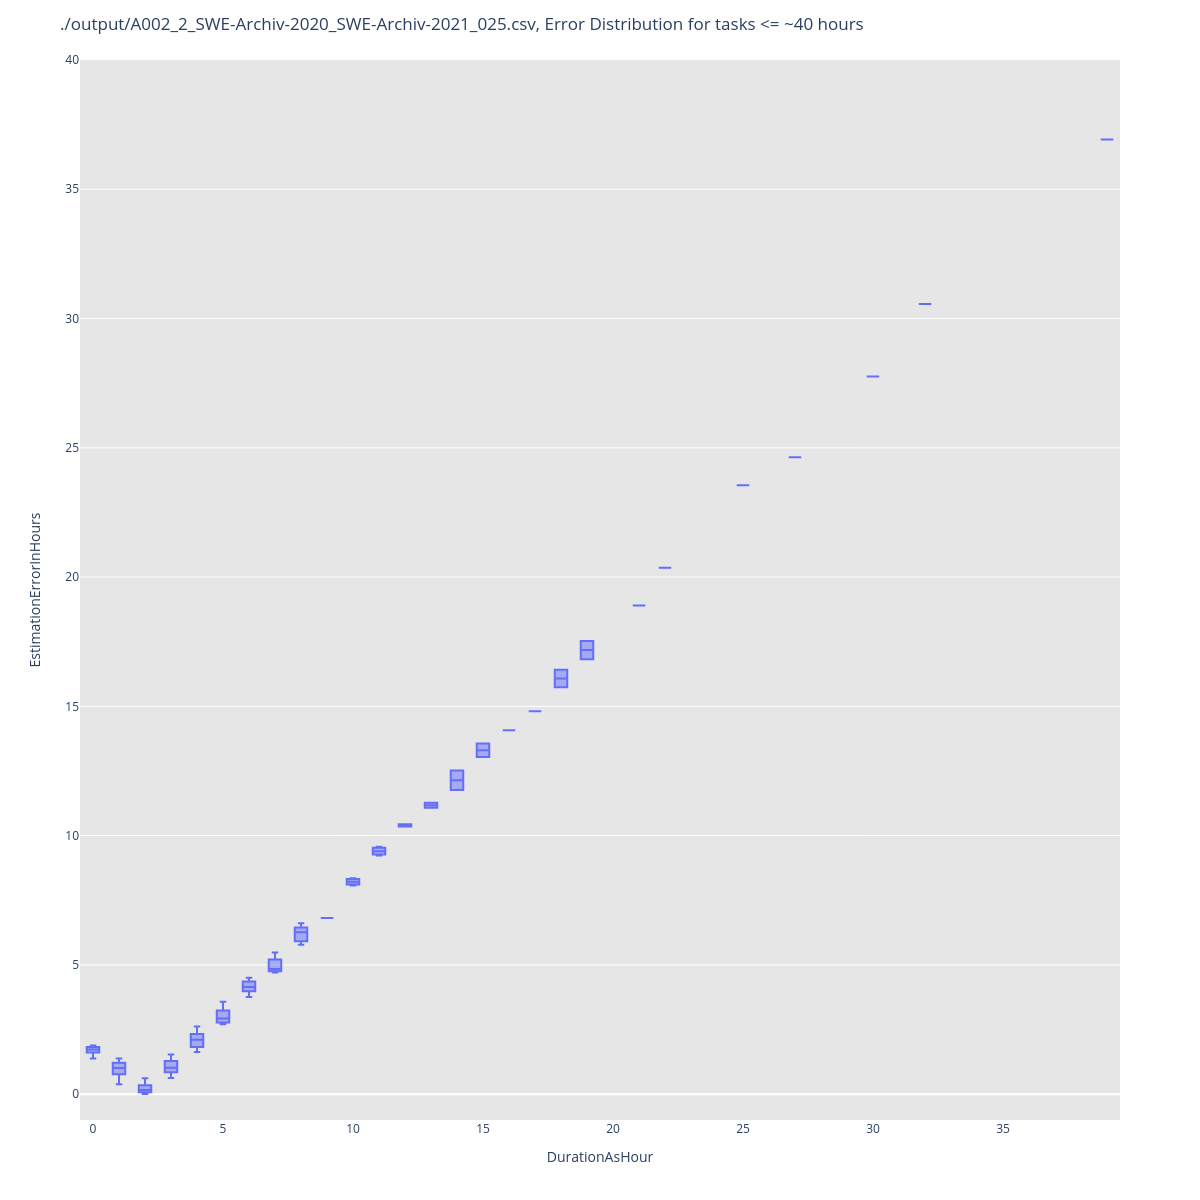 ./output/A002_2_SWE-Archiv-2020_SWE-Archiv-2021_025.csv, Error Distribution for tasks <= ~40 hours
40
35
30
25
20
15
10
5
0
EstimationErrorInHours
0 5 10 15 20 25 30 35
DurationAsHour